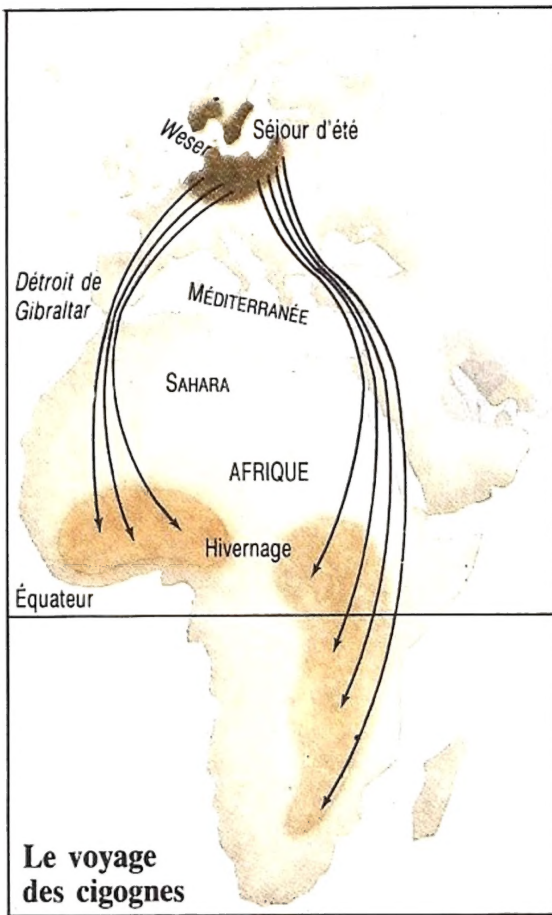 Weser
Séjour d'été
Détroit de
Gibraltar
MÉDITERRANÉE
SAHARA
AFRIQUE
Hivernage
Équateur
Le voyage
des cigognes